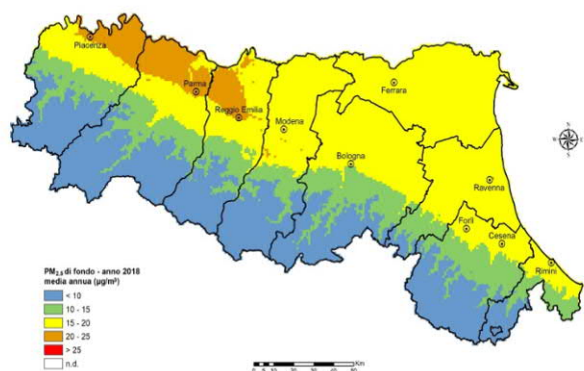 Piacenza
Parma
Reggio Emilia
Modena
Ferrara
Bologna
Ravenna
Forlì
Cesena
Rimini
N
W E
S
PM2,5 di fondo - anno 2018
media annua (µg/m³)
< 10
10 - 15
15 - 20
20 - 25
> 25
n.d.
Km